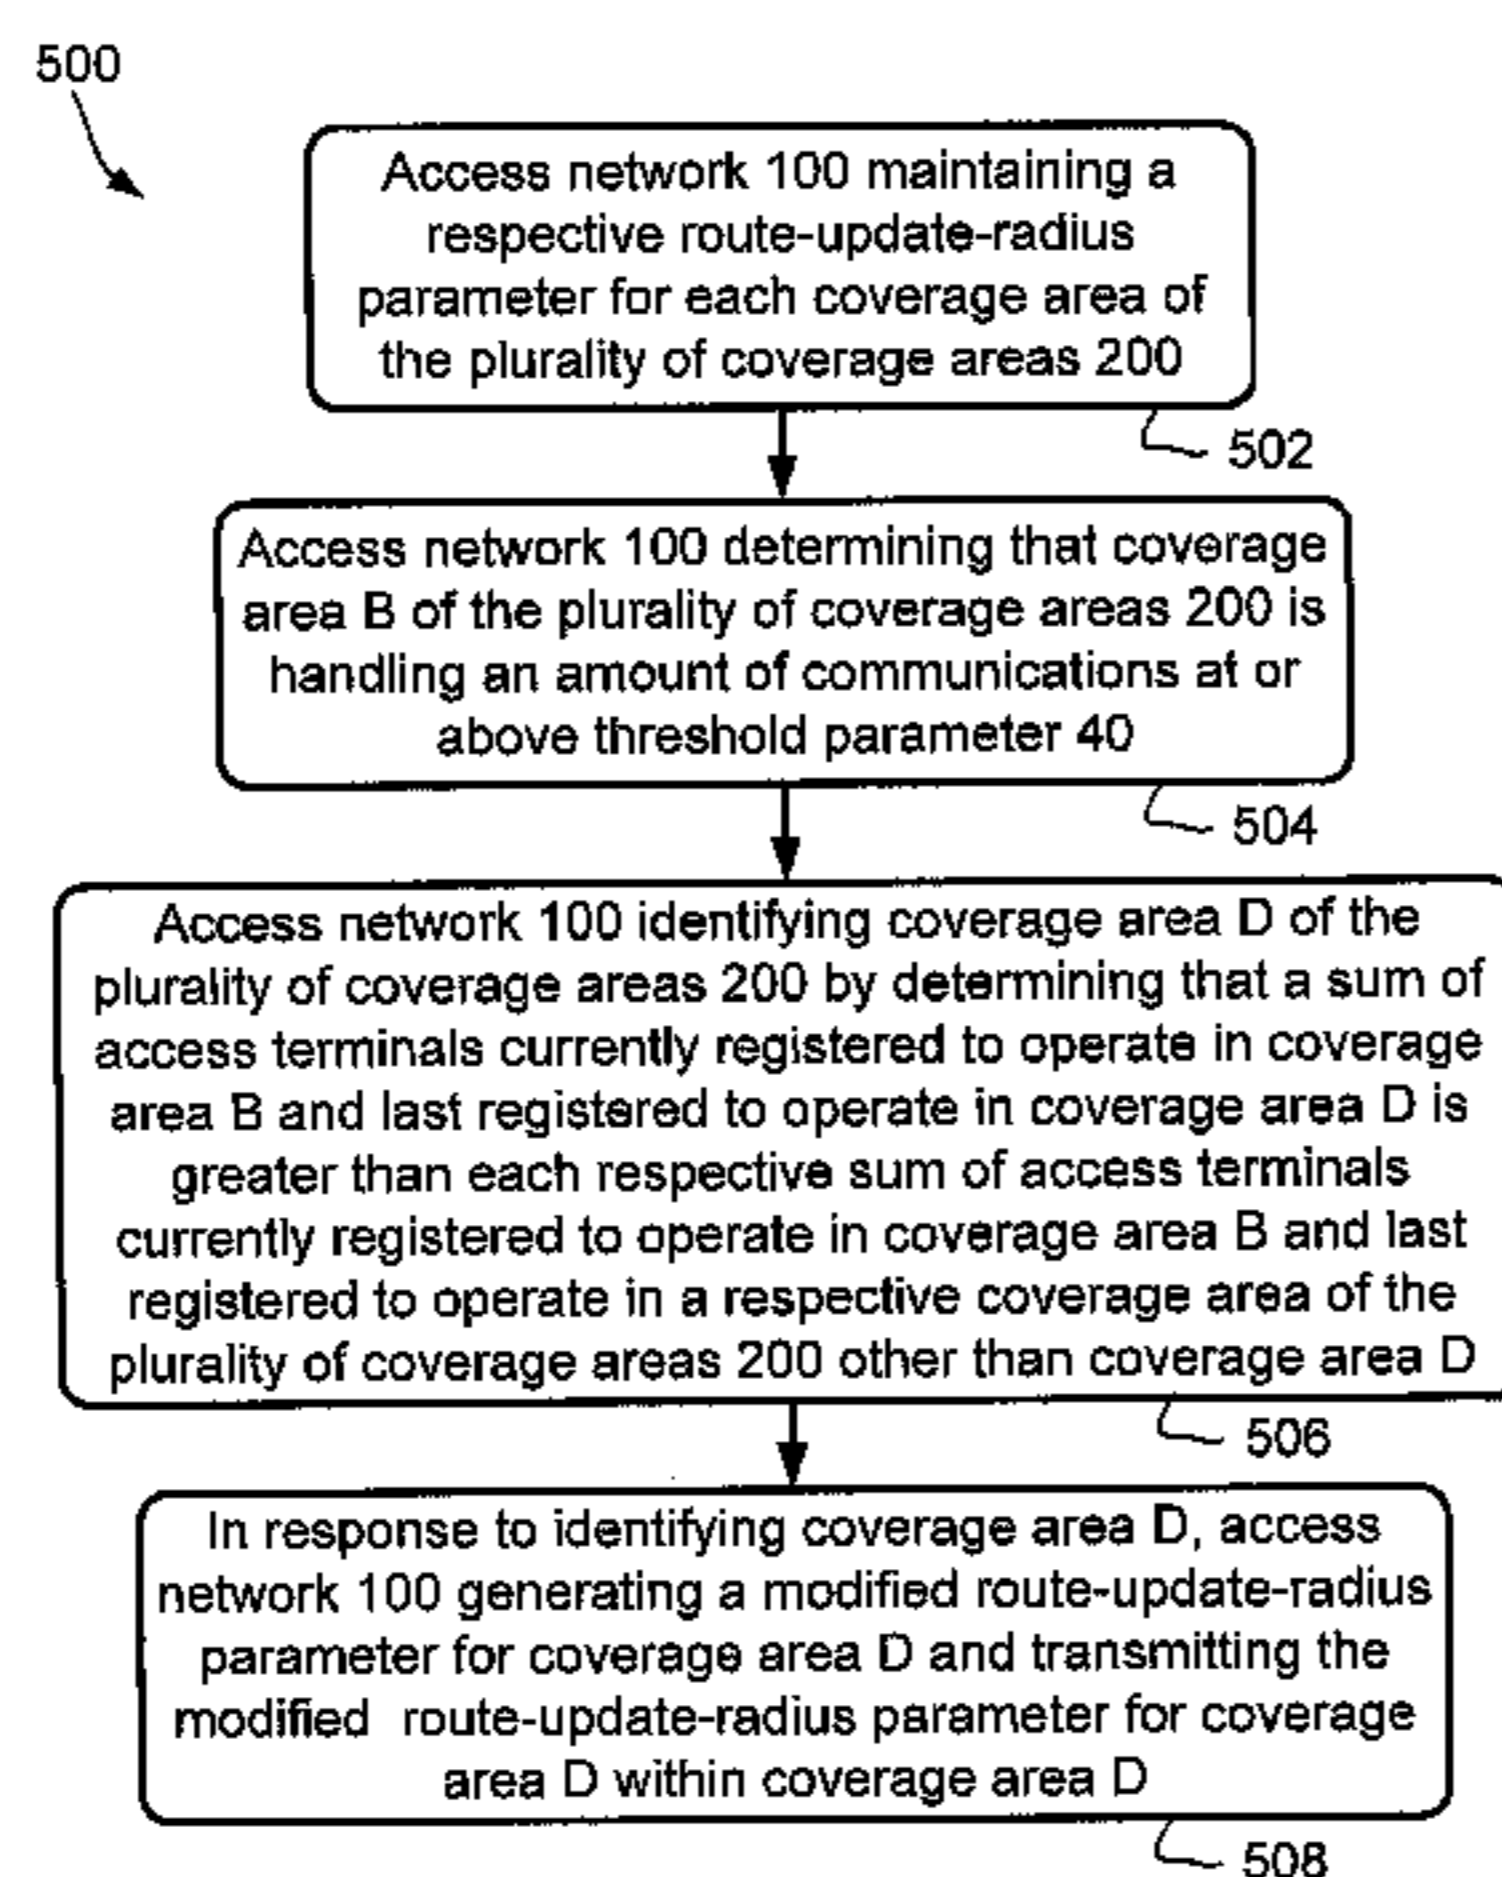 500
Access network 100 maintaining a
respective route-update-radius
parameter for each coverage area of
the plurality of coverage areas 200
502
Access network 100 determining that coverage
area B of the plurality of coverage areas 200 is
handling an amount of communications at or
above threshold parameter 40
504
Access network 100 identifying coverage area D of the
plurality of coverage areas 200 by determining that a sum of
access terminals currently registered to operate in coverage
area B and last registered to operate in coverage area D is
greater than each respective sum of access terminals
currently registered to operate in coverage area B and last
registered to operate in a respective coverage area of the
plurality of coverage areas 200 other than coverage area D
506
In response to identifying coverage area D, access
network 100 generating a modified route-update-radius
parameter for coverage area D and transmitting the
modified route-update-radius parameter for coverage
area D within coverage area D
508